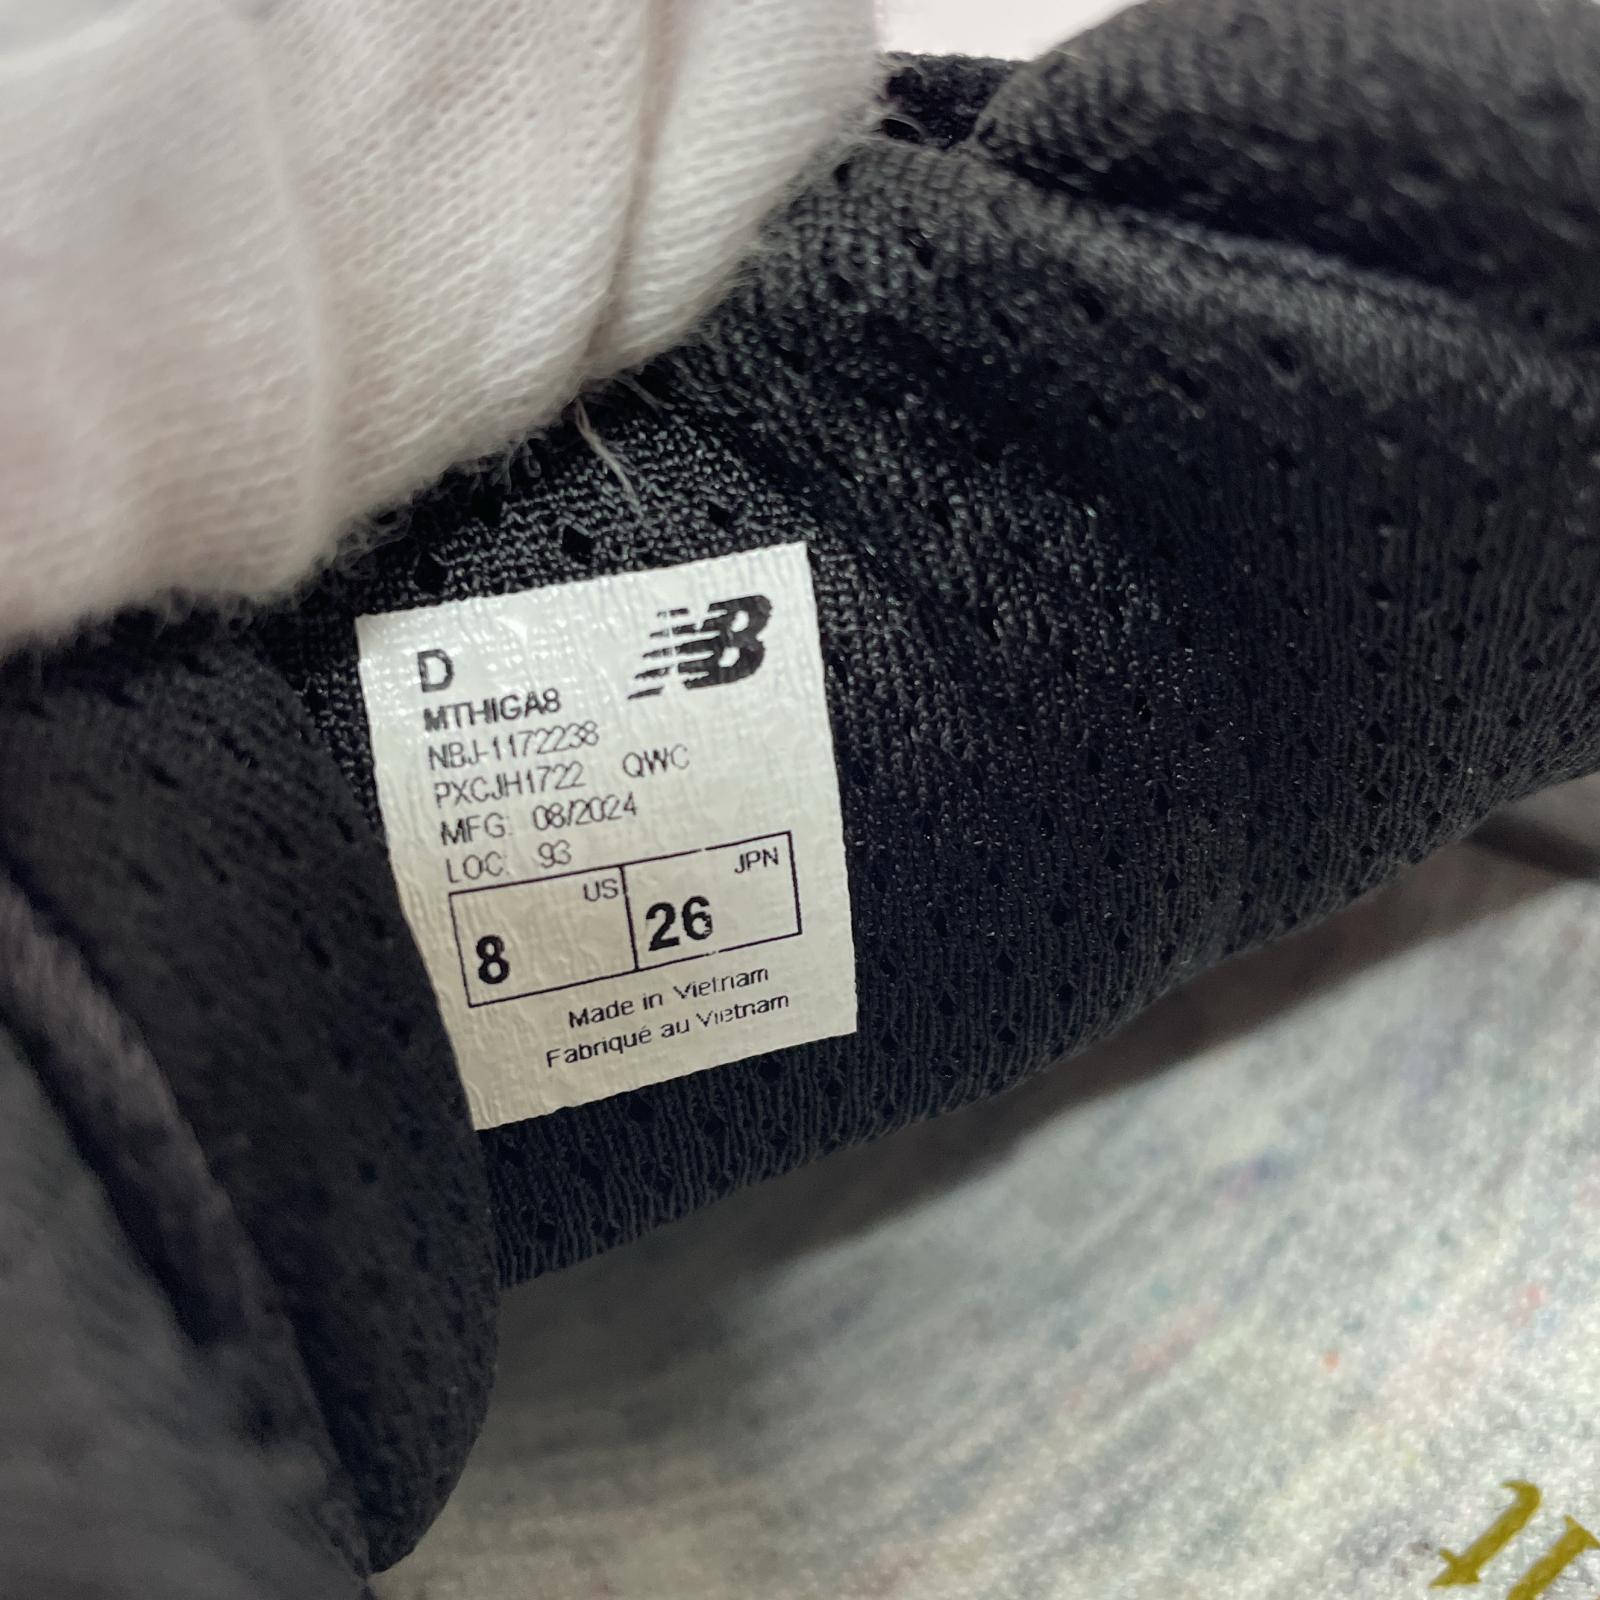 D NB
MTHIGA8
NBJ-1172238
PXCJH1722 QWC
MFG: 08/2024
LOC: 93
US JPN
8 26
Made in Vietnam
Fabriqué au Vietnam